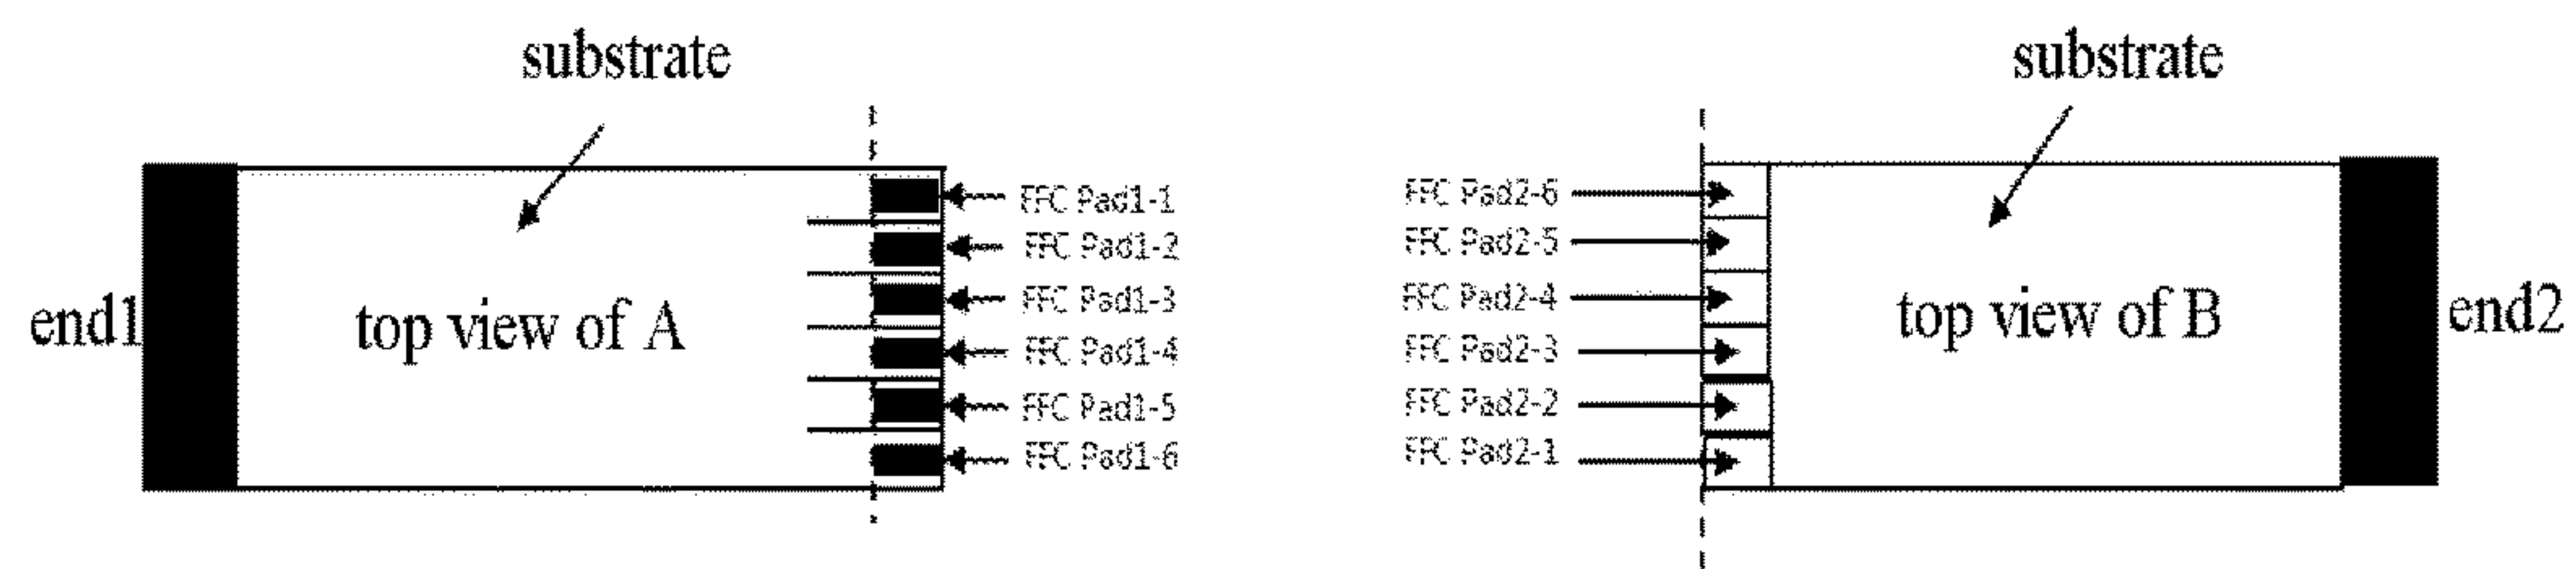 substrate
substrate
FFC Pad1-1
FFC Pad1-2
FFC Pad1-3
FFC Pad1-4
FFC Pad1-5
FFC Pad1-6
end1
top view of A
FFC Pad2-6
FFC Pad2-5
FFC Pad2-4
FFC Pad2-3
FFC Pad2-2
FFC Pad2-1
top view of B
end2